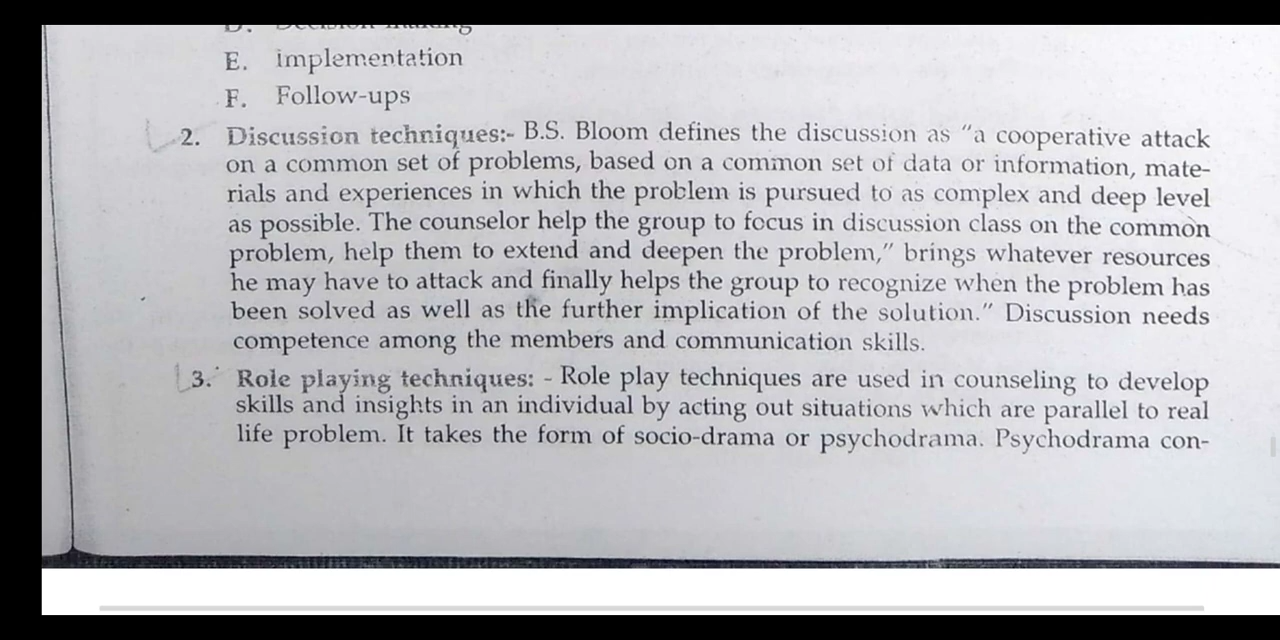 D. Decision making
E. Implementation
F. Follow-ups
2. Discussion techniques:- B.S. Bloom defines the discussion as "a cooperative attack
on a common set of problems, based on a common set of data or information, mate-
rials and experiences in which the problem is pursued to as complex and deep level
as possible. The counselor help the group to focus in discussion class on the common
problem, help them to extend and deepen the problem," brings whatever resources
he may have to attack and finally helps the group to recognize when the problem has
been solved as well as the further implication of the solution." Discussion needs
competence among the members and communication skills.
3. Role playing techniques: - Role play techniques are used in counseling to develop
skills and insights in an individual by acting out situations which are parallel to real
life problem. It takes the form of socio-drama or psychodrama. Psychodrama con-